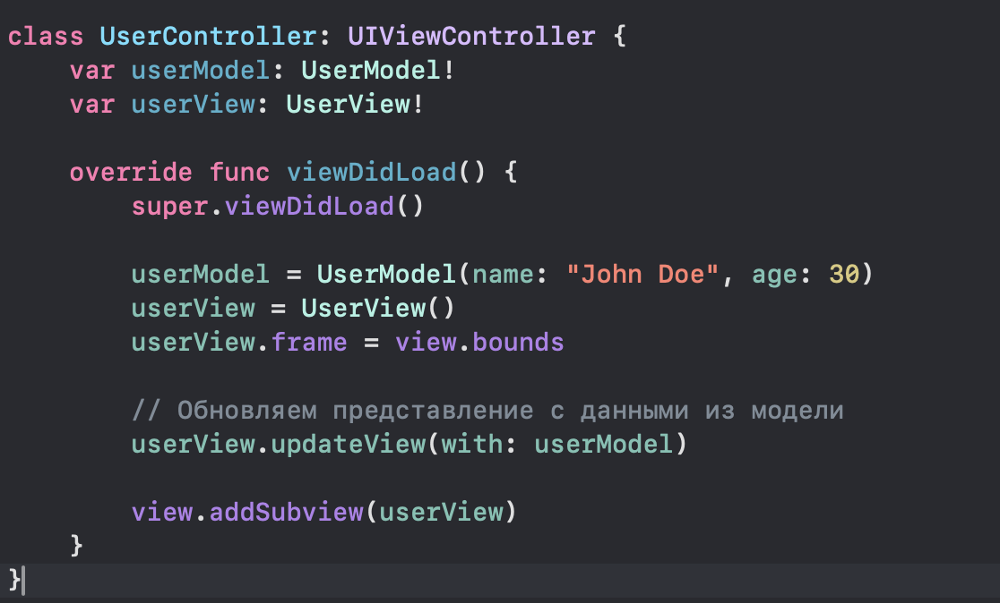 class UserController: UIViewController {
    var userModel: UserModel!
    var userView: UserView!

    override func viewDidLoad() {
        super.viewDidLoad()

        userModel = UserModel(name: "John Doe", age: 30)
        userView = UserView()
        userView.frame = view.bounds

        // Обновляем представление с данными из модели
        userView.updateView(with: userModel)

        view.addSubview(userView)
    }
}